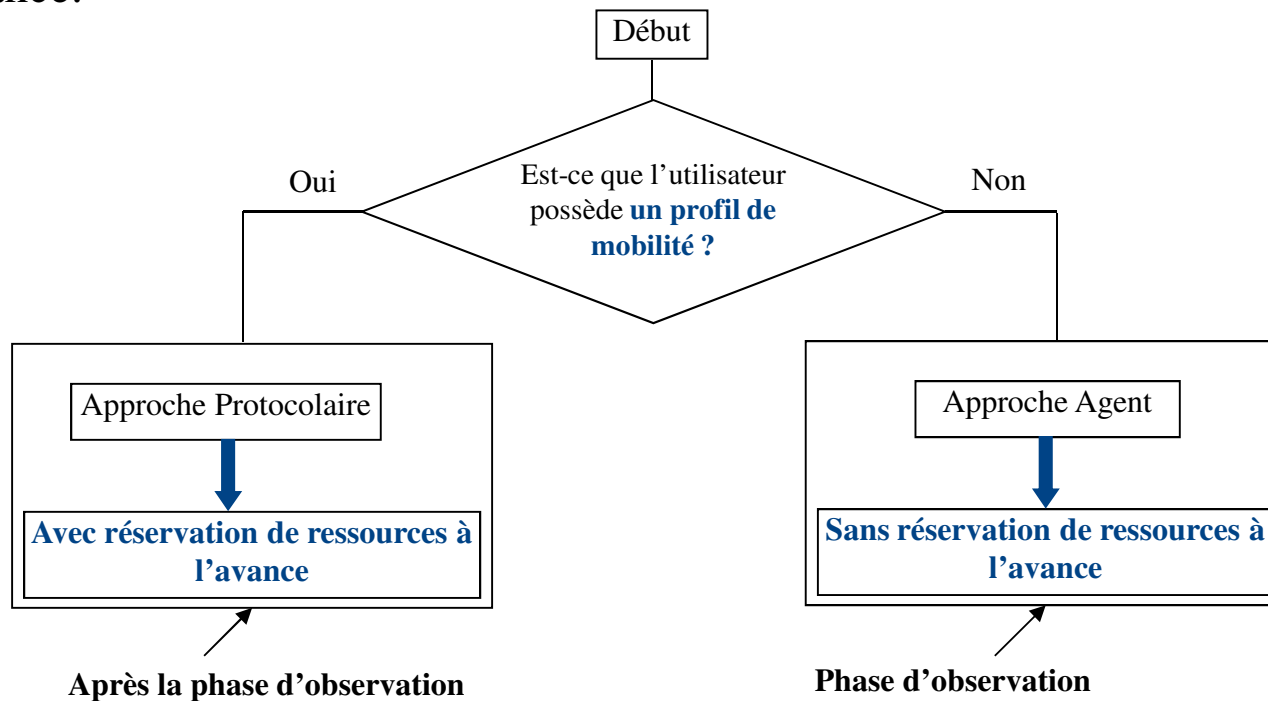 Début
Est-ce que l’utilisateur
possède un profil de
mobilité ?
Oui
Non
Approche Protocolaire
Avec réservation de ressources à
l’avance
Après la phase d’observation
Approche Agent
Sans réservation de ressources à
l’avance
Phase d’observation